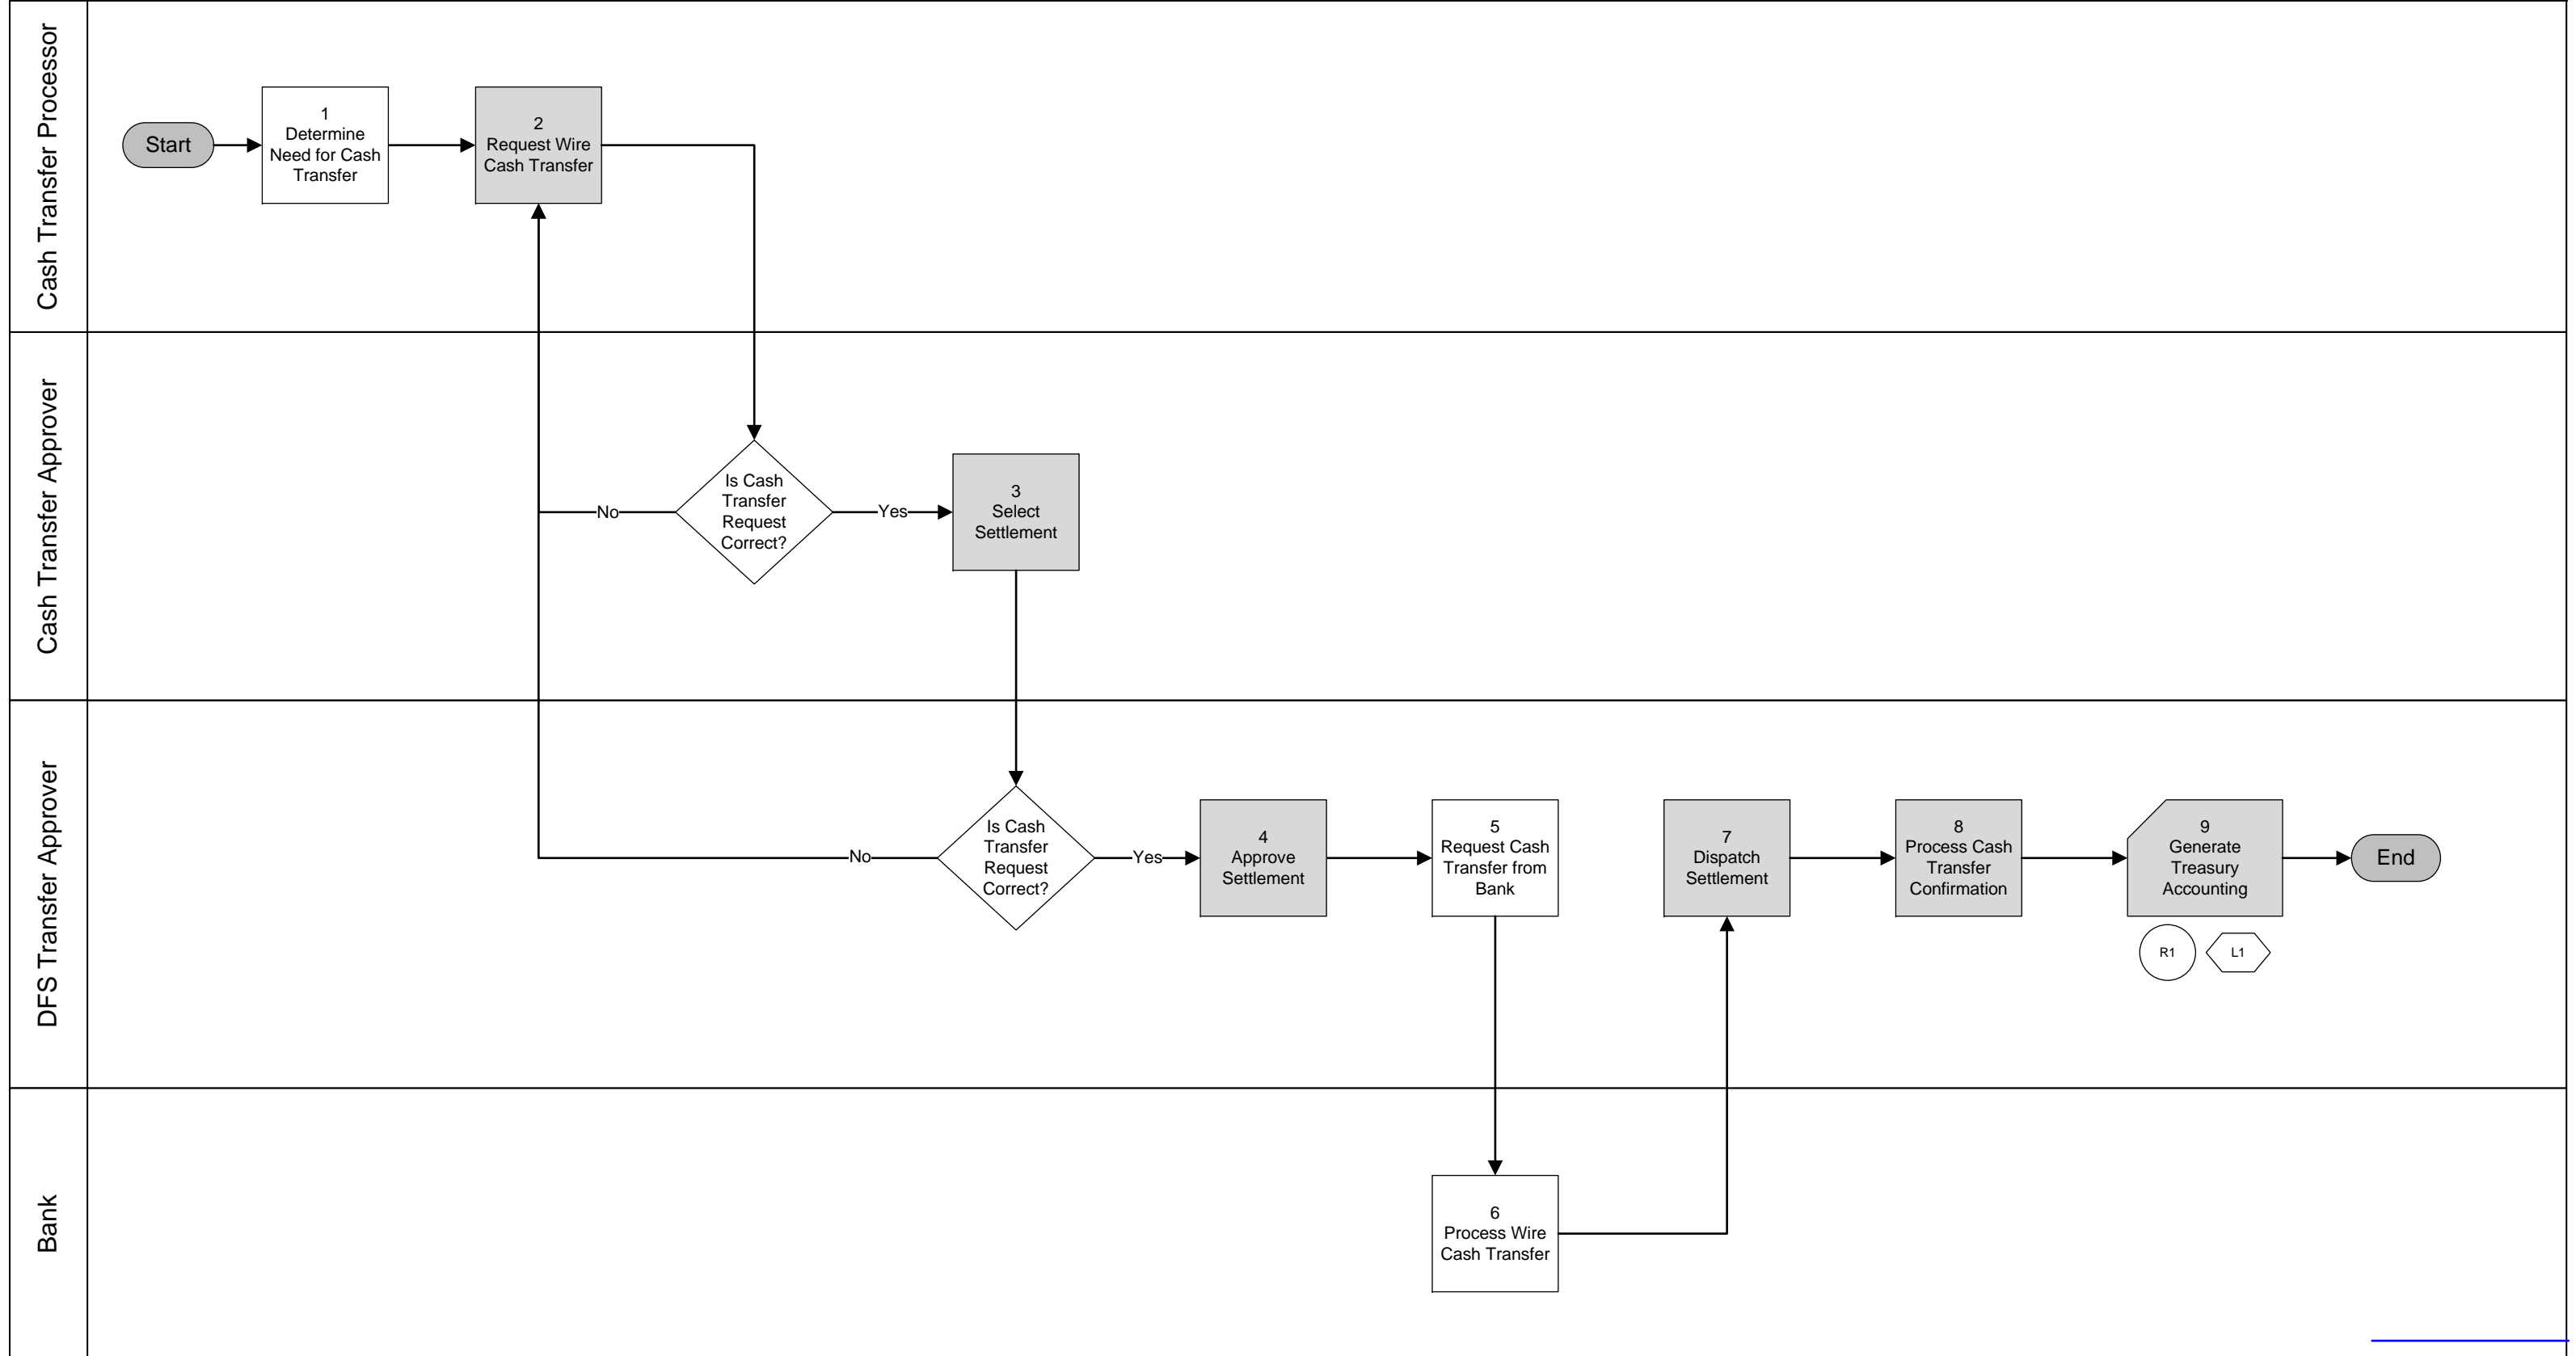 Cash Transfer Processor
Start
1
Determine
Need for Cash
Transfer
2
Request Wire
Cash Transfer
Cash Transfer Approver
Is Cash
Transfer
Request
Correct?
No
Yes
3
Select
Settlement
DFS Transfer Approver
Is Cash
Transfer
Request
Correct?
No
Yes
4
Approve
Settlement
5
Request Cash
Transfer from
Bank
7
Dispatch
Settlement
8
Process Cash
Transfer
Confirmation
9
Generate
Treasury
Accounting
R1
L1
End
Bank
6
Process Wire
Cash Transfer